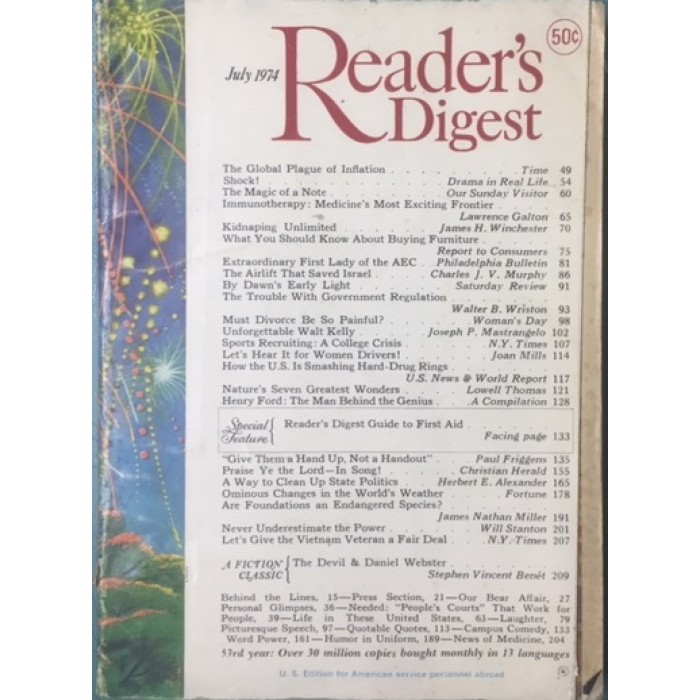 50¢
July 1974
Reader's
Digest
The Global Plague of Inflation . . . . . . . . . Time 49
Shock! . . . . . . . . . . . . Drama in Real Life 54
The Magic of a Note . . . . . . . Our Sunday Visitor 60
Immunotherapy: Medicine's Most Exciting Frontier . . .
Lawrence Galton 65
Kidnaping Unlimited . . . . . . . James H. Winchester 70
What You Should Know About Buying Furniture . . . .
Report to Consumers 75
Extraordinary First Lady of the AEC . Philadelphia Bulletin 81
The Airlift That Saved Israel . . . Charles J. V. Murphy 86
By Dawn's Early Light . . . . . . . Saturday Review 91
The Trouble With Government Regulation . . . . . .
Walter B. Wriston 93
Must Divorce Be So Painful? . . . . . . Woman's Day 98
Unforgettable Walt Kelly . . . . . Joseph P. Mastrangelo 102
Sports Recruiting: A College Crisis . . . . . N.Y. Times 107
Let's Hear It for Women Drivers! . . . . . . Joan Mills 114
How the U.S. Is Smashing Hard-Drug Rings . . . . .
U.S. News & World Report 117
Nature's Seven Greatest Wonders . . . . Lowell Thomas 121
Henry Ford: The Man Behind the Genius . . A Compilation 128
Special
Feature { Reader's Digest Guide to First Aid .
Facing page 133
"Give Them a Hand Up, Not a Handout" . . Paul Friggens 135
Praise Ye the Lord—In Song! . . . . . Christian Herald 155
A Way to Clean Up State Politics . . Herbert E. Alexander 165
Ominous Changes in the World's Weather . . . . Fortune 178
Are Foundations an Endangered Species? . . . . . .
James Nathan Miller 191
Never Underestimate the Power . . . . . . Will Stanton 201
Let's Give the Vietnam Veteran a Fair Deal . . N.Y. Times 207
A FICTION
CLASSIC { The Devil & Daniel Webster . . . . . .
Stephen Vincent Benét 209
Behind the Lines, 15—Press Section, 21—Our Bear Affair, 27
Personal Glimpses, 36—Needed: "People's Courts" That Work for
People, 39—Life in These United States, 63—Laughter, 79
Picturesque Speech, 97—Quotable Quotes, 113—Campus Comedy, 133
Word Power, 161—Humor in Uniform, 189—News of Medicine, 204
53rd year: Over 30 million copies bought monthly in 13 languages
U. S. Edition for American service personnel abroad